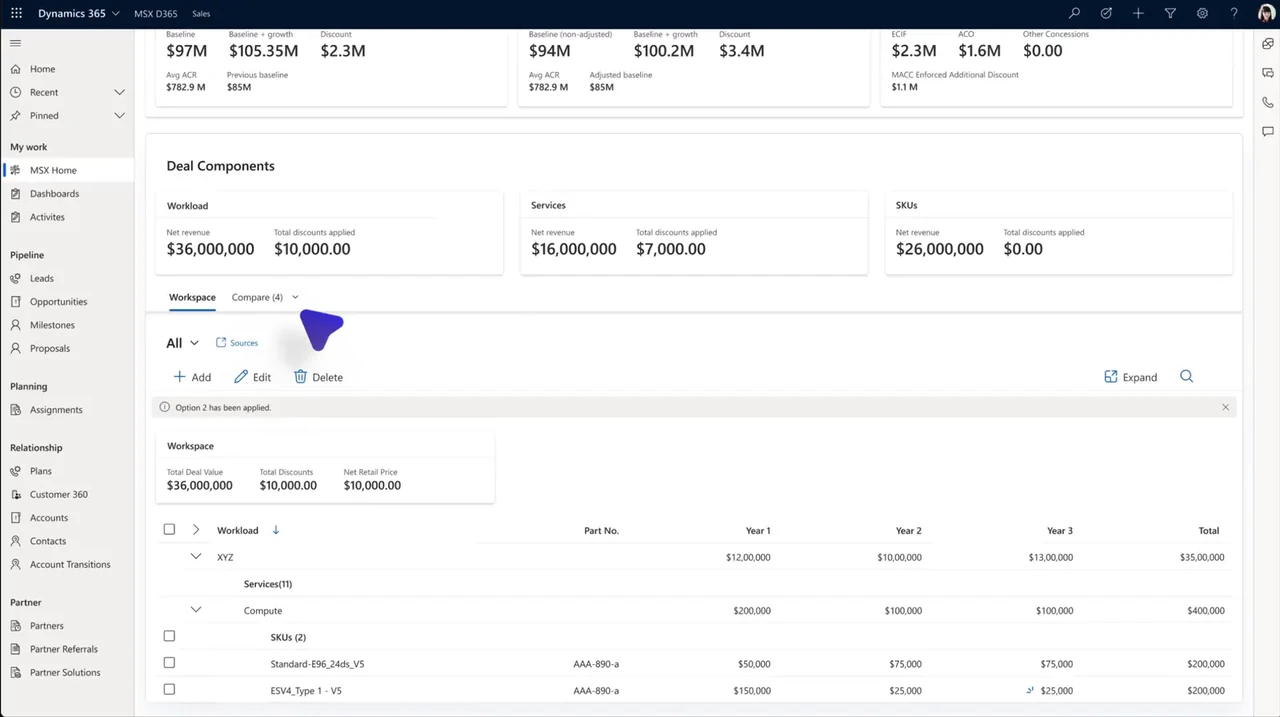 Dynamics 365 MSX D365 Sales
Home
Recent
Pinned
My work
MSX Home
Dashboards
Activites
Pipeline
Leads
Opportunities
Milestones
Proposals
Planning
Assignments
Relationship
Plans
Customer 360
Accounts
Contacts
Account Transitions
Partner
Partners
Partner Referrals
Partner Solutions
Baseline Baseline + growth Discount
$97M $105.35M $2.3M
Avg ACR Previous baseline
$782.9 M $85M
Baseline (non-adjusted) Baseline + growth Discount
$94M $100.2M $3.4M
Avg ACR Adjusted baseline
$782.9 M $85M
ECIF ACO Other Concessions
$2.3M $1.6M $0.00
MACC Enforced Additional Discount
$1.1 M
Deal Components
Workload
Net revenue Total discounts applied
$36,000,000 $10,000.00
Services
Net revenue Total discounts applied
$16,000,000 $7,000.00
SKUs
Net revenue Total discounts applied
$26,000,000 $0.00
Workspace Compare (4)
All Sources
Add Edit Delete Expand
Option 2 has been applied.
Workspace
Total Deal Value Total Discounts Net Retail Price
$36,000,000 $10,000.00 $10,000.00
Workload Part No. Year 1 Year 2 Year 3 Total
XYZ $12,00,000 $10,00,000 $13,00,000 $35,00,000
Services(11)
Compute $200,000 $100,000 $100,000 $400,000
SKUs (2)
Standard-E96_24ds_V5 AAA-890-a $50,000 $75,000 $75,000 $200,000
ESV4_Type 1 - V5 AAA-890-a $150,000 $25,000 $25,000 $200,000